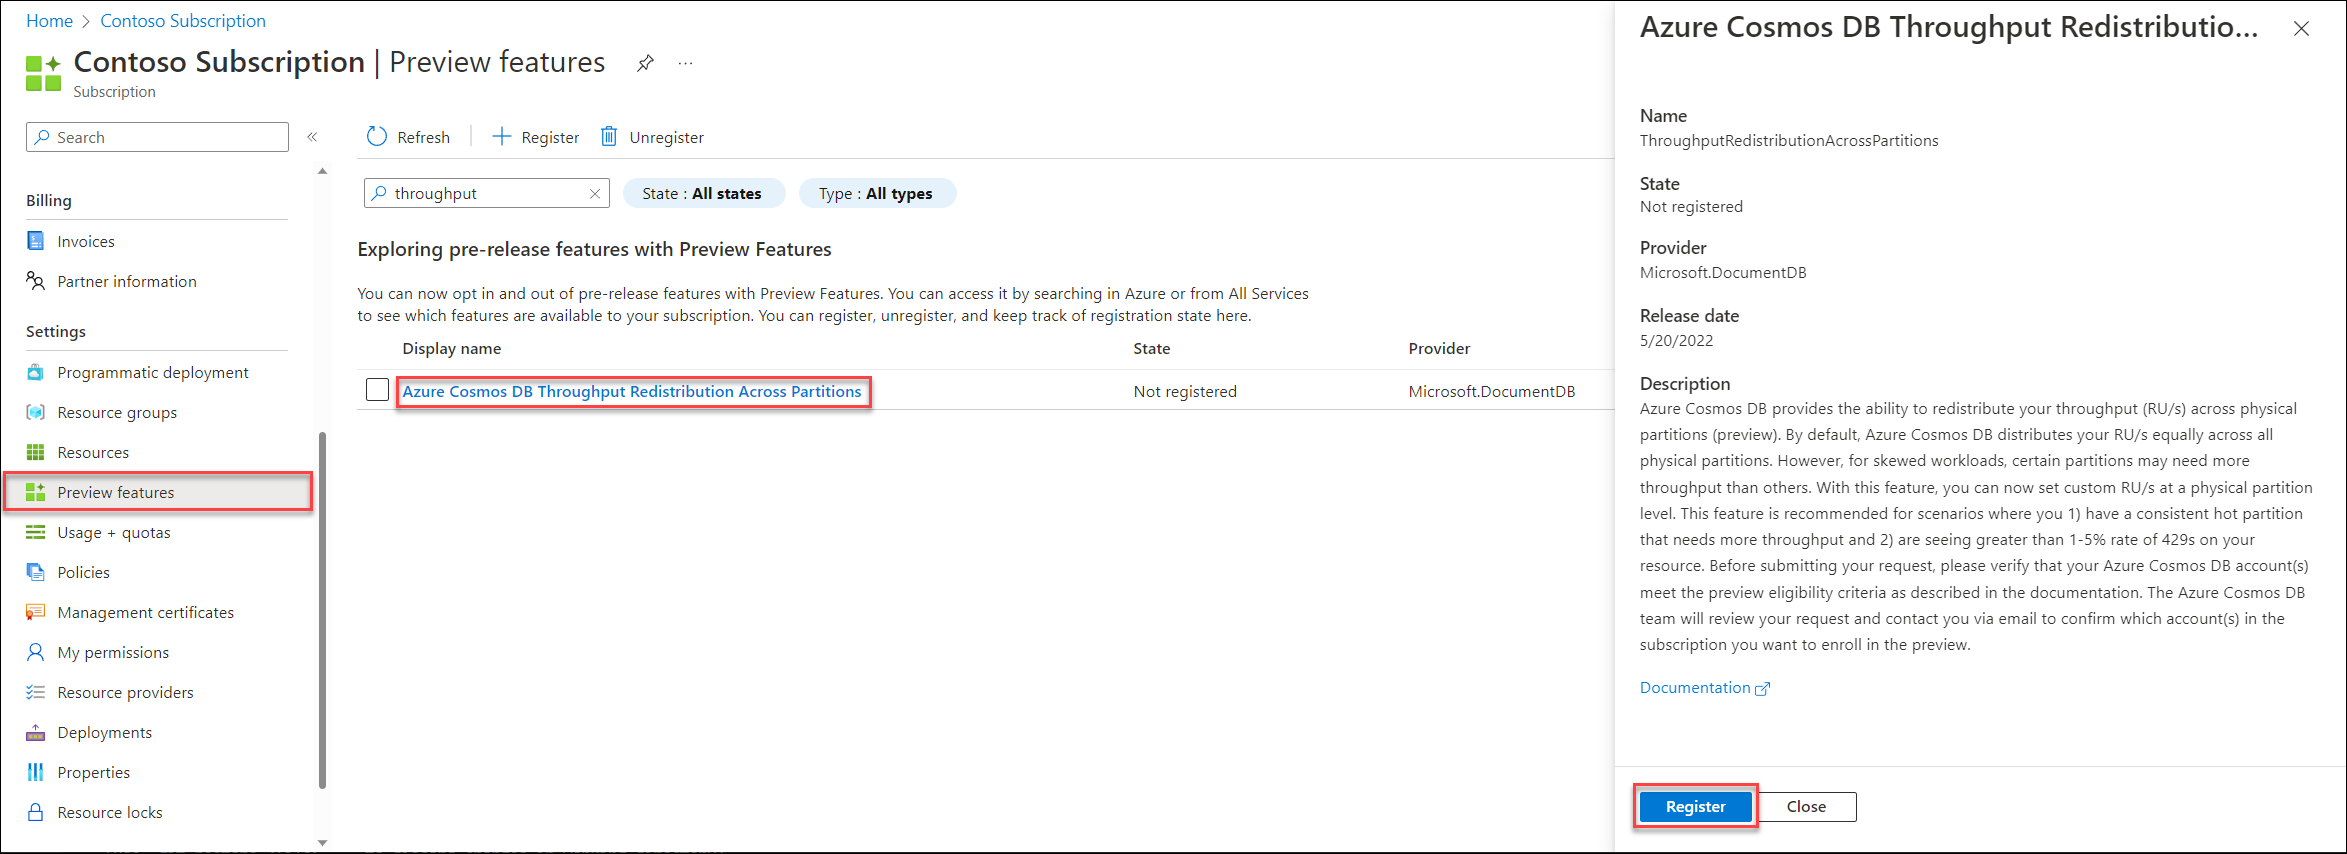 Home > Contoso Subscription
Contoso Subscription | Preview features
Subscription
Search
Billing
Invoices
Partner information
Settings
Programmatic deployment
Resource groups
Resources
Preview features
Usage + quotas
Policies
Management certificates
My permissions
Resource providers
Deployments
Properties
Resource locks
Refresh
Register
Unregister
throughput
State : All states
Type : All types
Exploring pre-release features with Preview Features
You can now opt in and out of pre-release features with Preview Features. You can access it by searching in Azure or from All Services
to see which features are available to your subscription. You can register, unregister, and keep track of registration state here.
Display name State Provider
Azure Cosmos DB Throughput Redistribution Across Partitions Not registered Microsoft.DocumentDB
Azure Cosmos DB Throughput Redistributio...
Name
ThroughputRedistributionAcrossPartitions
State
Not registered
Provider
Microsoft.DocumentDB
Release date
5/20/2022
Description
Azure Cosmos DB provides the ability to redistribute your throughput (RU/s) across physical
partitions (preview). By default, Azure Cosmos DB distributes your RU/s equally across all
physical partitions. However, for skewed workloads, certain partitions may need more
throughput than others. With this feature, you can now set custom RU/s at a physical partition
level. This feature is recommended for scenarios where you 1) have a consistent hot partition
that needs more throughput and 2) are seeing greater than 1-5% rate of 429s on your
resource. Before submitting your request, please verify that your Azure Cosmos DB account(s)
meet the preview eligibility criteria as described in the documentation. The Azure Cosmos DB
team will review your request and contact you via email to confirm which account(s) in the
subscription you want to enroll in the preview.
Documentation
Register
Close